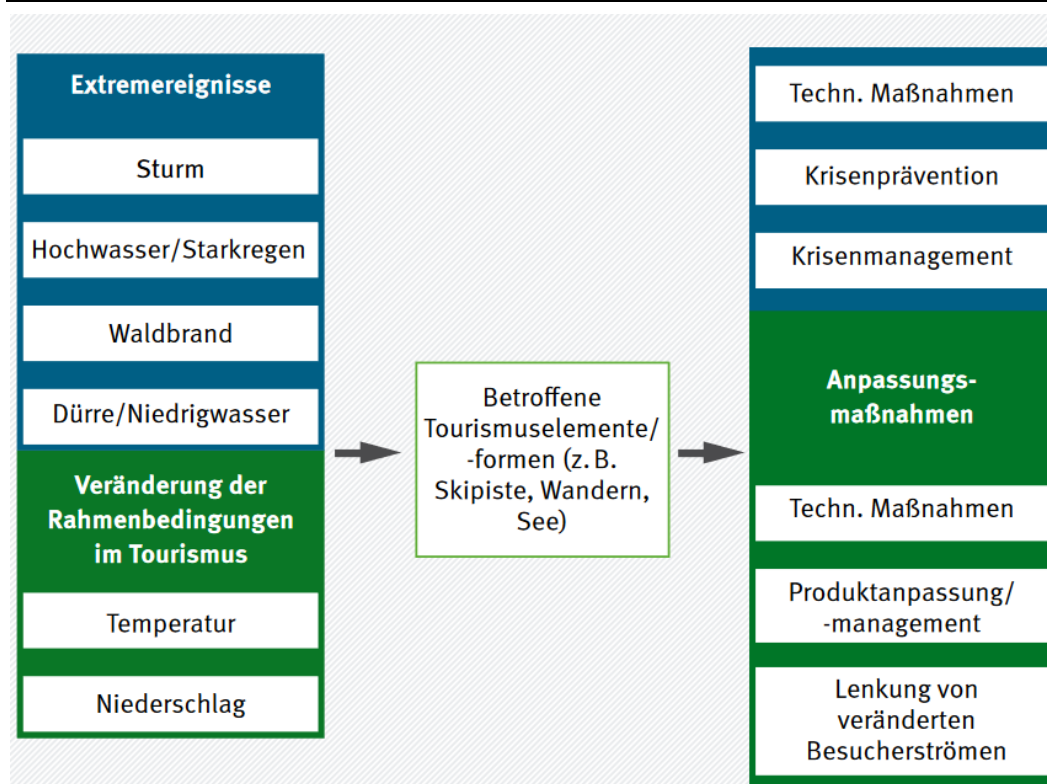 Extremereignisse
Sturm
Hochwasser/Starkregen
Waldbrand
Dürre/Niedrigwasser
Veränderung der
Rahmenbedingungen
im Tourismus
Temperatur
Niederschlag
Betroffene
Tourismuselemente/
-formen (z. B.
Skipiste, Wandern,
See)
Techn. Maßnahmen
Krisenprävention
Krisenmanagement
Anpassungs-
maßnahmen
Techn. Maßnahmen
Produktanpassung/
-management
Lenkung von
veränderten
Besucherströmen